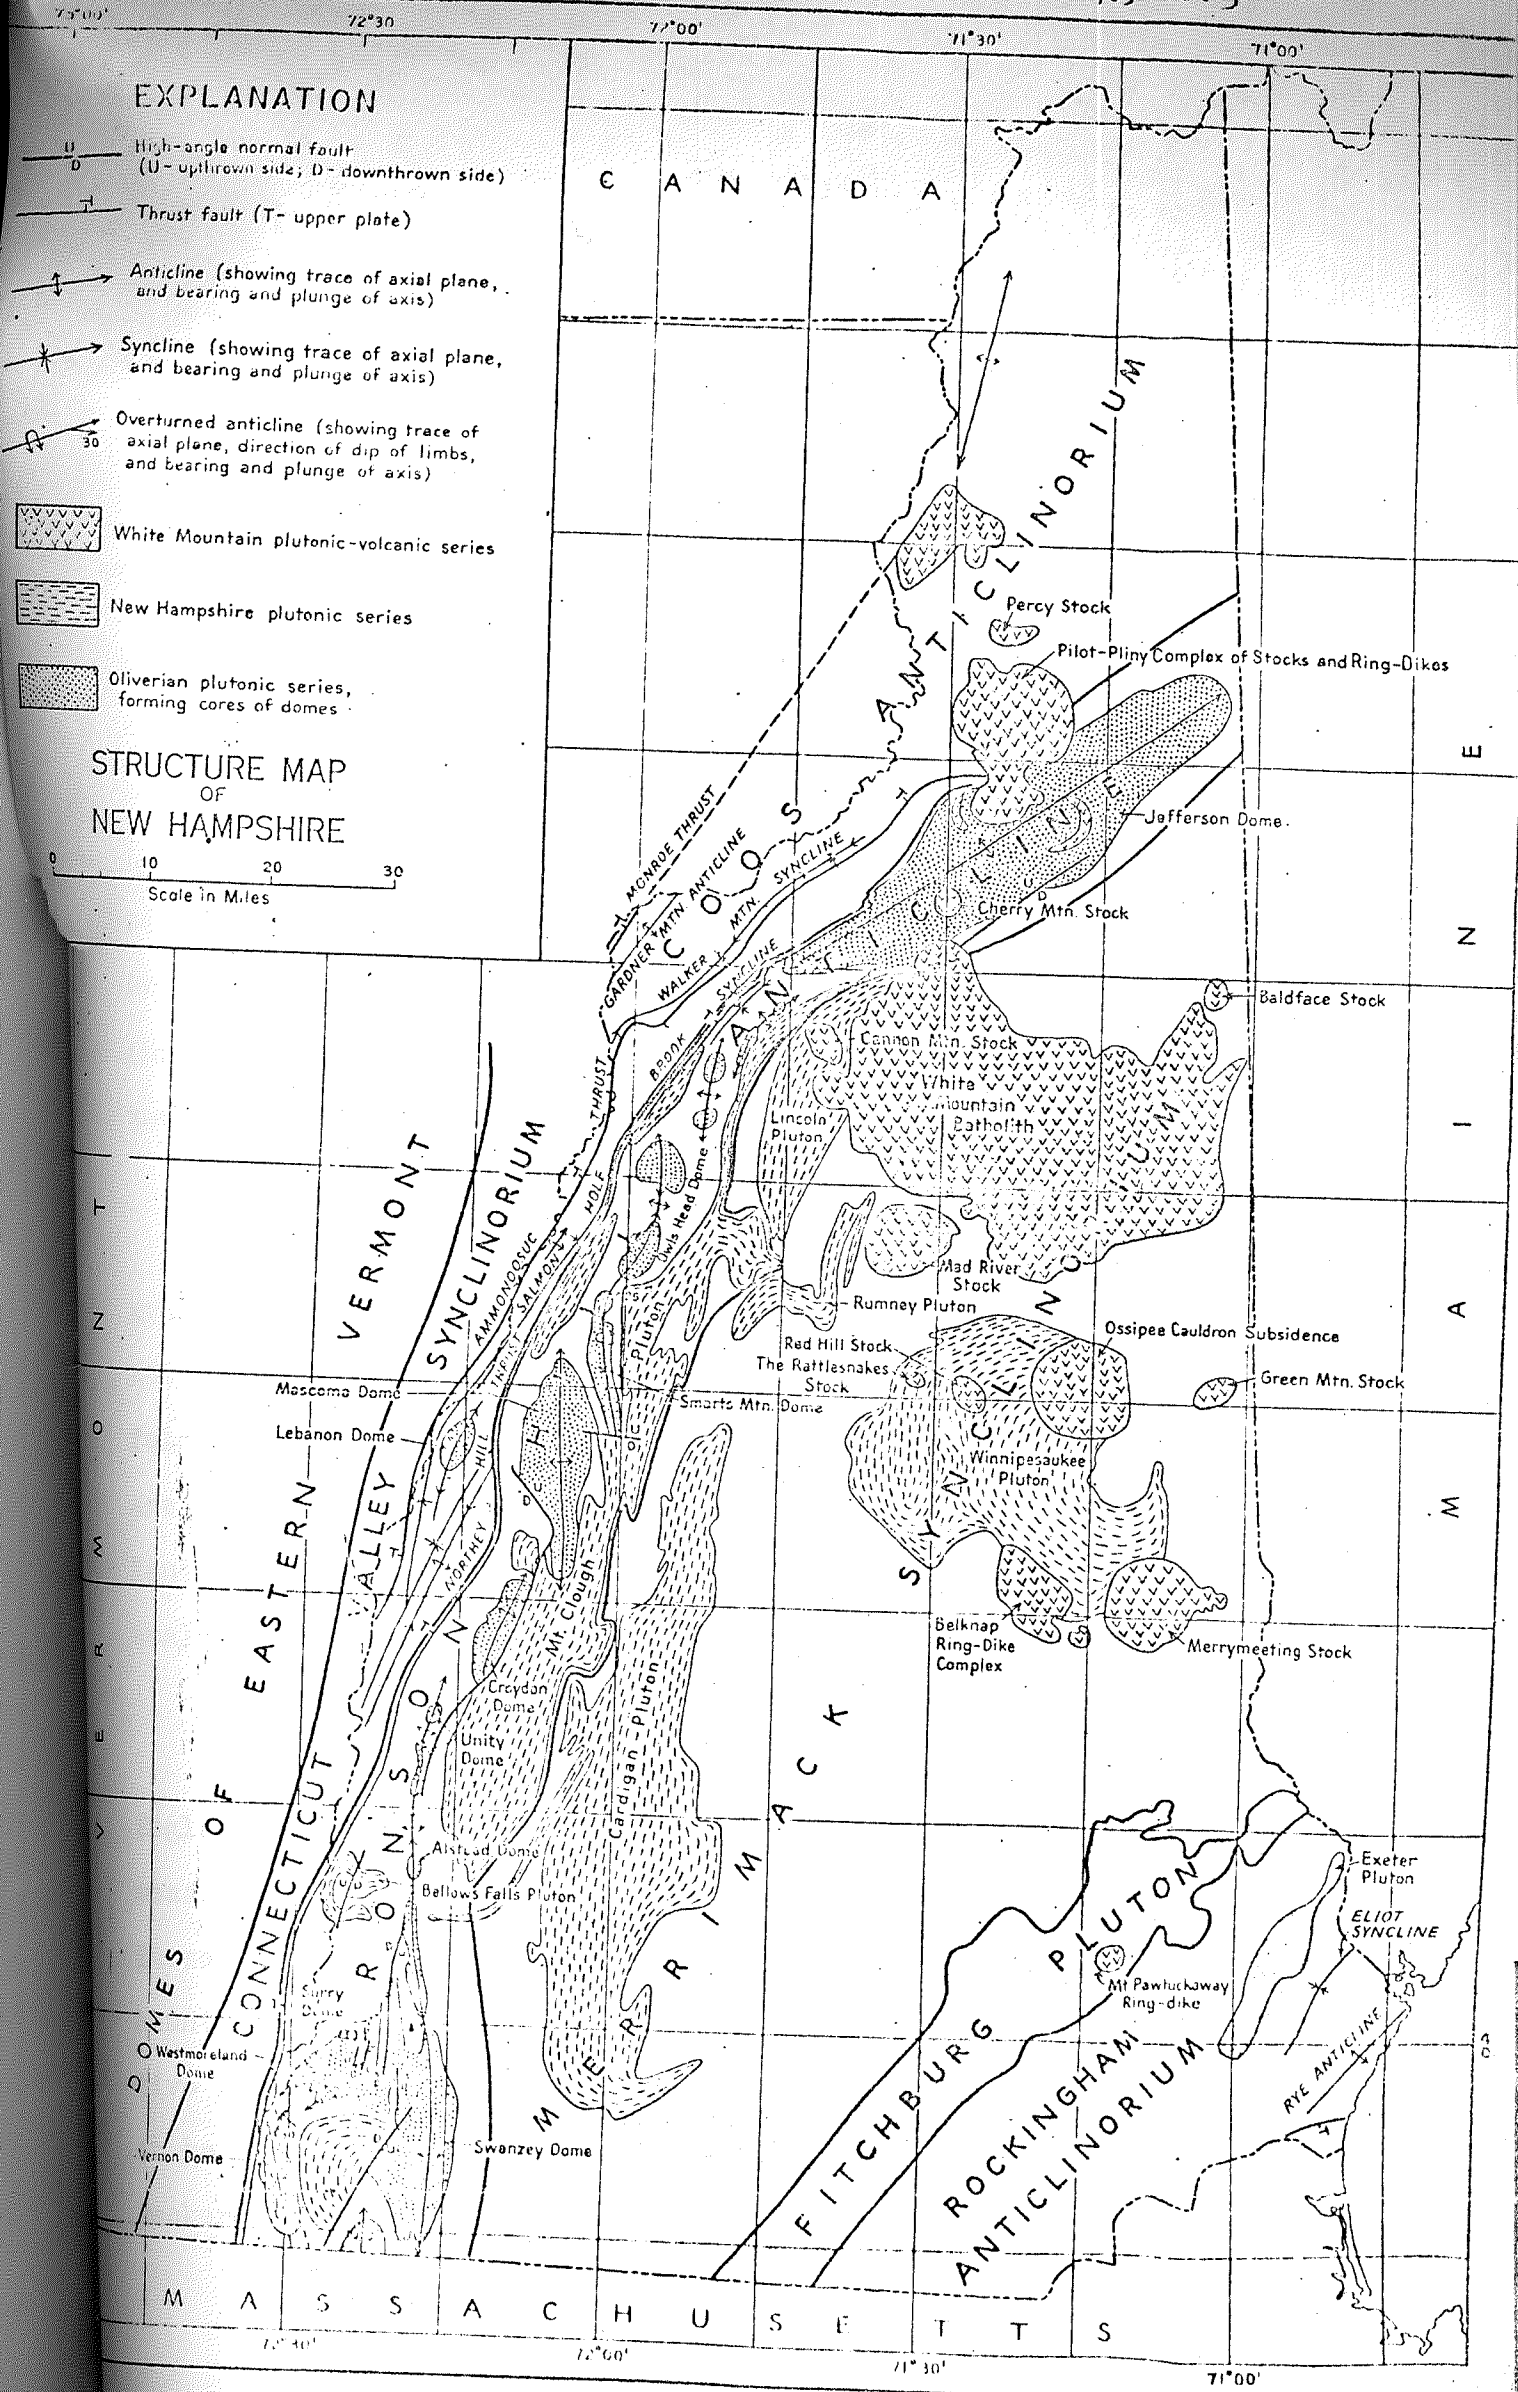 72°30
72°00'
71°30'
71°00'
EXPLANATION
U
D
High-angle normal fault
(U- upthrown side; D- downthrown side)
T
Thrust fault (T- upper plate)
Anticline (showing trace of axial plane,
and bearing and plunge of axis)
Syncline (showing trace of axial plane,
and bearing and plunge of axis)
30
Overturned anticline (showing trace of
axial plane, direction of dip of limbs,
and bearing and plunge of axis)
White Mountain plutonic-volcanic series
New Hampshire plutonic series
Oliverian plutonic series,
forming cores of domes
STRUCTURE MAP
OF
NEW HAMPSHIRE
0 10 20 30
Scale in Miles
CANADA
MAINE
VERMONT
MASSACHUSETTS
COOS ANTICLINORIUM
Percy Stock
Pilot-Pliny Complex of Stocks and Ring-Dikes
Jefferson Dome.
Cherry Mtn. Stock
MONROE THRUST
GARDNER MTN. ANTICLINE
WALKER MTN. SYNCLINE
SALMON HOLE BROOK SYNCLINE
AMMONOOSUC THRUST
NORTHEY HILL THRUST
BRONSON HILL ANTICLINE
Baldface Stock
Cannon Mtn. Stock
White
Mountain
Batholith
Lincoln
Pluton
Owls Head Dome
Mad River
Stock
Rumney Pluton
Red Hill Stock
The Rattlesnakes
Stock
Ossipee Cauldron Subsidence
Green Mtn. Stock
Mascoma Dome
Smarts Mtn. Dome
Lebanon Dome
Winnipesaukee
Pluton
VERMONT
SYNCLINORIUM
CONNECTICUT VALLEY
DOMES OF EASTERN
Mt. Clough Pluton
Belknap
Ring-Dike
Complex
Merrymeeting Stock
Croydon
Dome
Unity
Dome
Cardigan Pluton
Alstead Dome
Bellows Falls Pluton
MERRIMACK SYNCLINORIUM
Exeter
Pluton
ELIOT
SYNCLINE
Mt Pawtuckaway
Ring-dike
Surry
Dome
Westmoreland
Dome
Vernon Dome
Swanzey Dome
FITCHBURG PLUTON
ROCKINGHAM
ANTICLINORIUM
RYE ANTICLINE
72°30'
72°00'
71°30'
71°00'